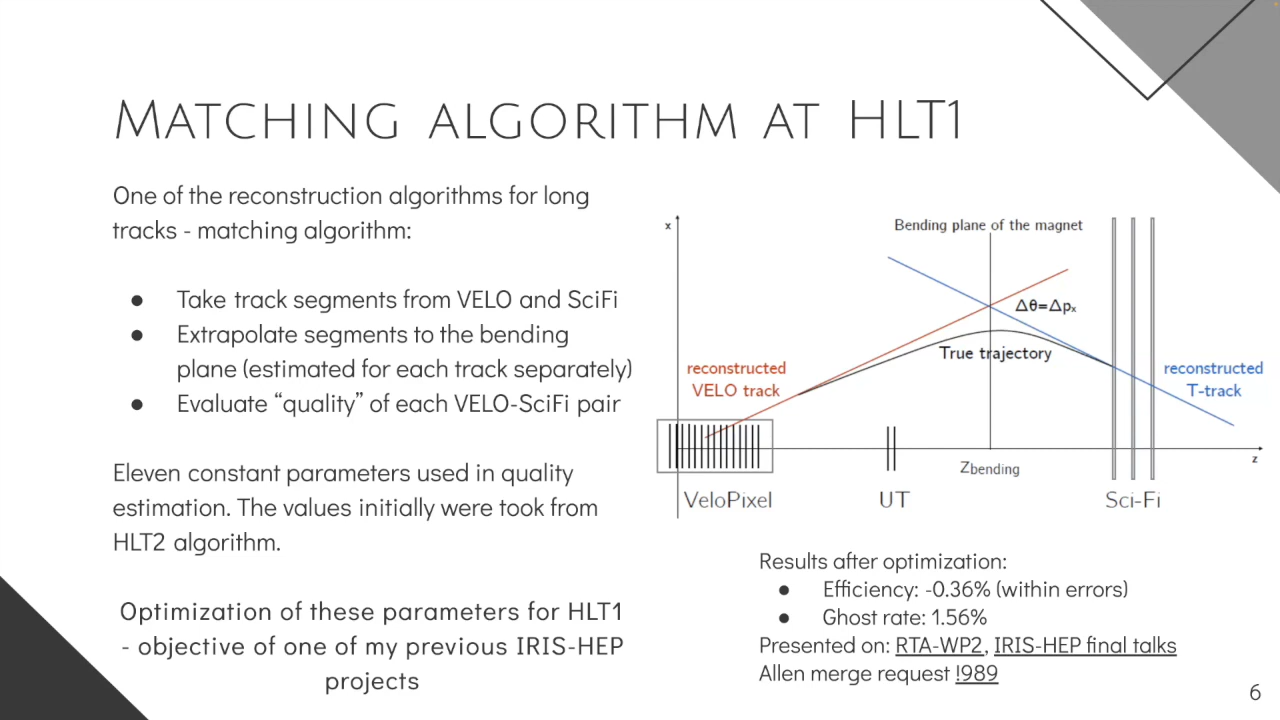 MATCHING ALGORITHM AT HLT1
One of the reconstruction algorithms for long
tracks - matching algorithm:
● Take track segments from VELO and SciFi
● Extrapolate segments to the bending
plane (estimated for each track separately)
● Evaluate “quality” of each VELO-SciFi pair
Eleven constant parameters used in quality
estimation. The values initially were took from
HLT2 algorithm.
Optimization of these parameters for HLT1
- objective of one of my previous IRIS-HEP
projects
x
Bending plane of the magnet
Δθ=Δpₓ
True trajectory
reconstructed
VELO track
reconstructed
T-track
z
Zbending
VeloPixel
UT
Sci-Fi
Results after optimization:
● Efficiency: -0.36% (within errors)
● Ghost rate: 1.56%
Presented on: RTA-WP2, IRIS-HEP final talks
Allen merge request !989
6